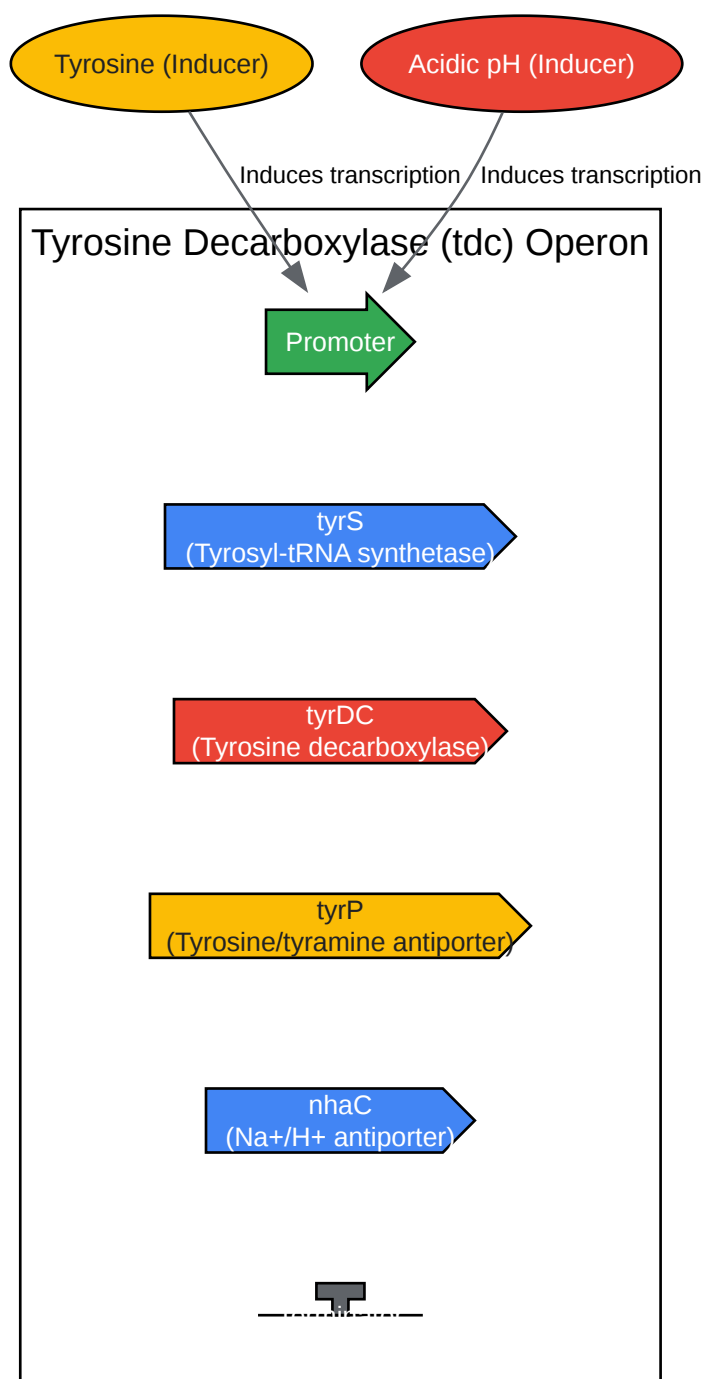 Tyrosine (Inducer)
Acidic pH (Inducer)
Induces transcription
Induces transcription
Tyrosine Decarboxylase (tdc) Operon
Promoter
tyrS
(Tyrosyl-tRNA synthetase)
tyrDC
(Tyrosine decarboxylase)
tyrP
(Tyrosine/tyramine antiporter)
nhaC
(Na+/H+ antiporter)